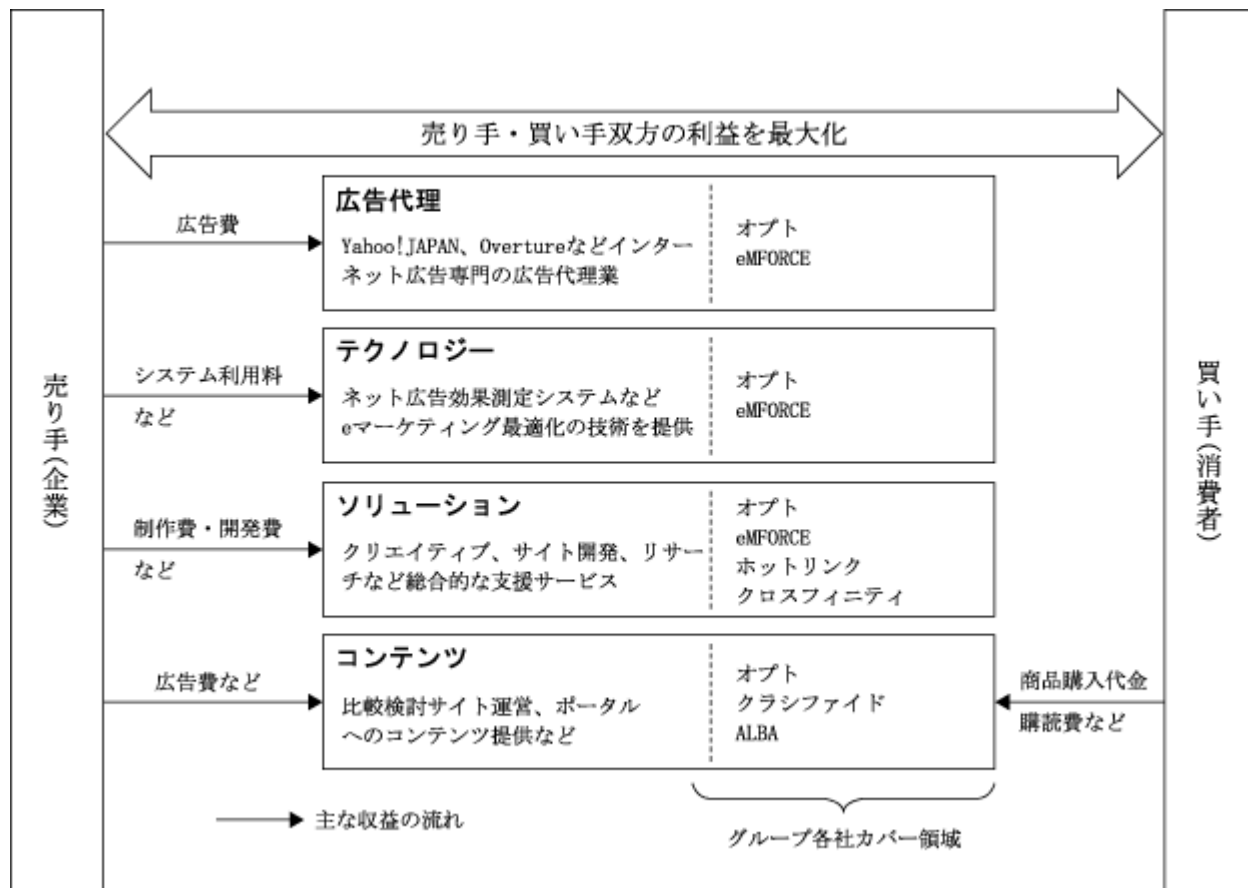 売り手・買い手双方の利益を最大化
売り手(企業)
広告費
広告代理
Yahoo!JAPAN、Overtureなどインター
ネット広告専門の広告代理業
オプト
eMFORCE
システム利用料
など
テクノロジー
ネット広告効果測定システムなど
eマーケティング最適化の技術を提供
オプト
eMFORCE
制作費・開発費
など
ソリューション
クリエイティブ、サイト開発、リサー
チなど総合的な支援サービス
オプト
eMFORCE
ホットリンク
クロスフィニティ
広告費など
コンテンツ
比較検討サイト運営、ポータル
へのコンテンツ提供など
オプト
クラシファイド
ALBA
商品購入代金
購読費など
買い手(消費者)
主な収益の流れ
グループ各社カバー領域